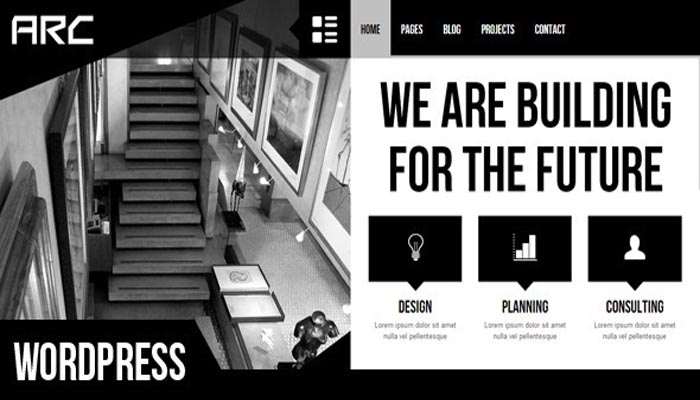 ARC
HOME PAGES BLOG PROJECTS CONTACT
WE ARE BUILDING
FOR THE FUTURE
DESIGN
Lorem ipsum dolor sit amet
nulla vel pellentesque
PLANNING
Lorem ipsum dolor sit amet
nulla vel pellentesque
CONSULTING
Lorem ipsum dolor sit amet
nulla vel pellentesque
WORDPRESS